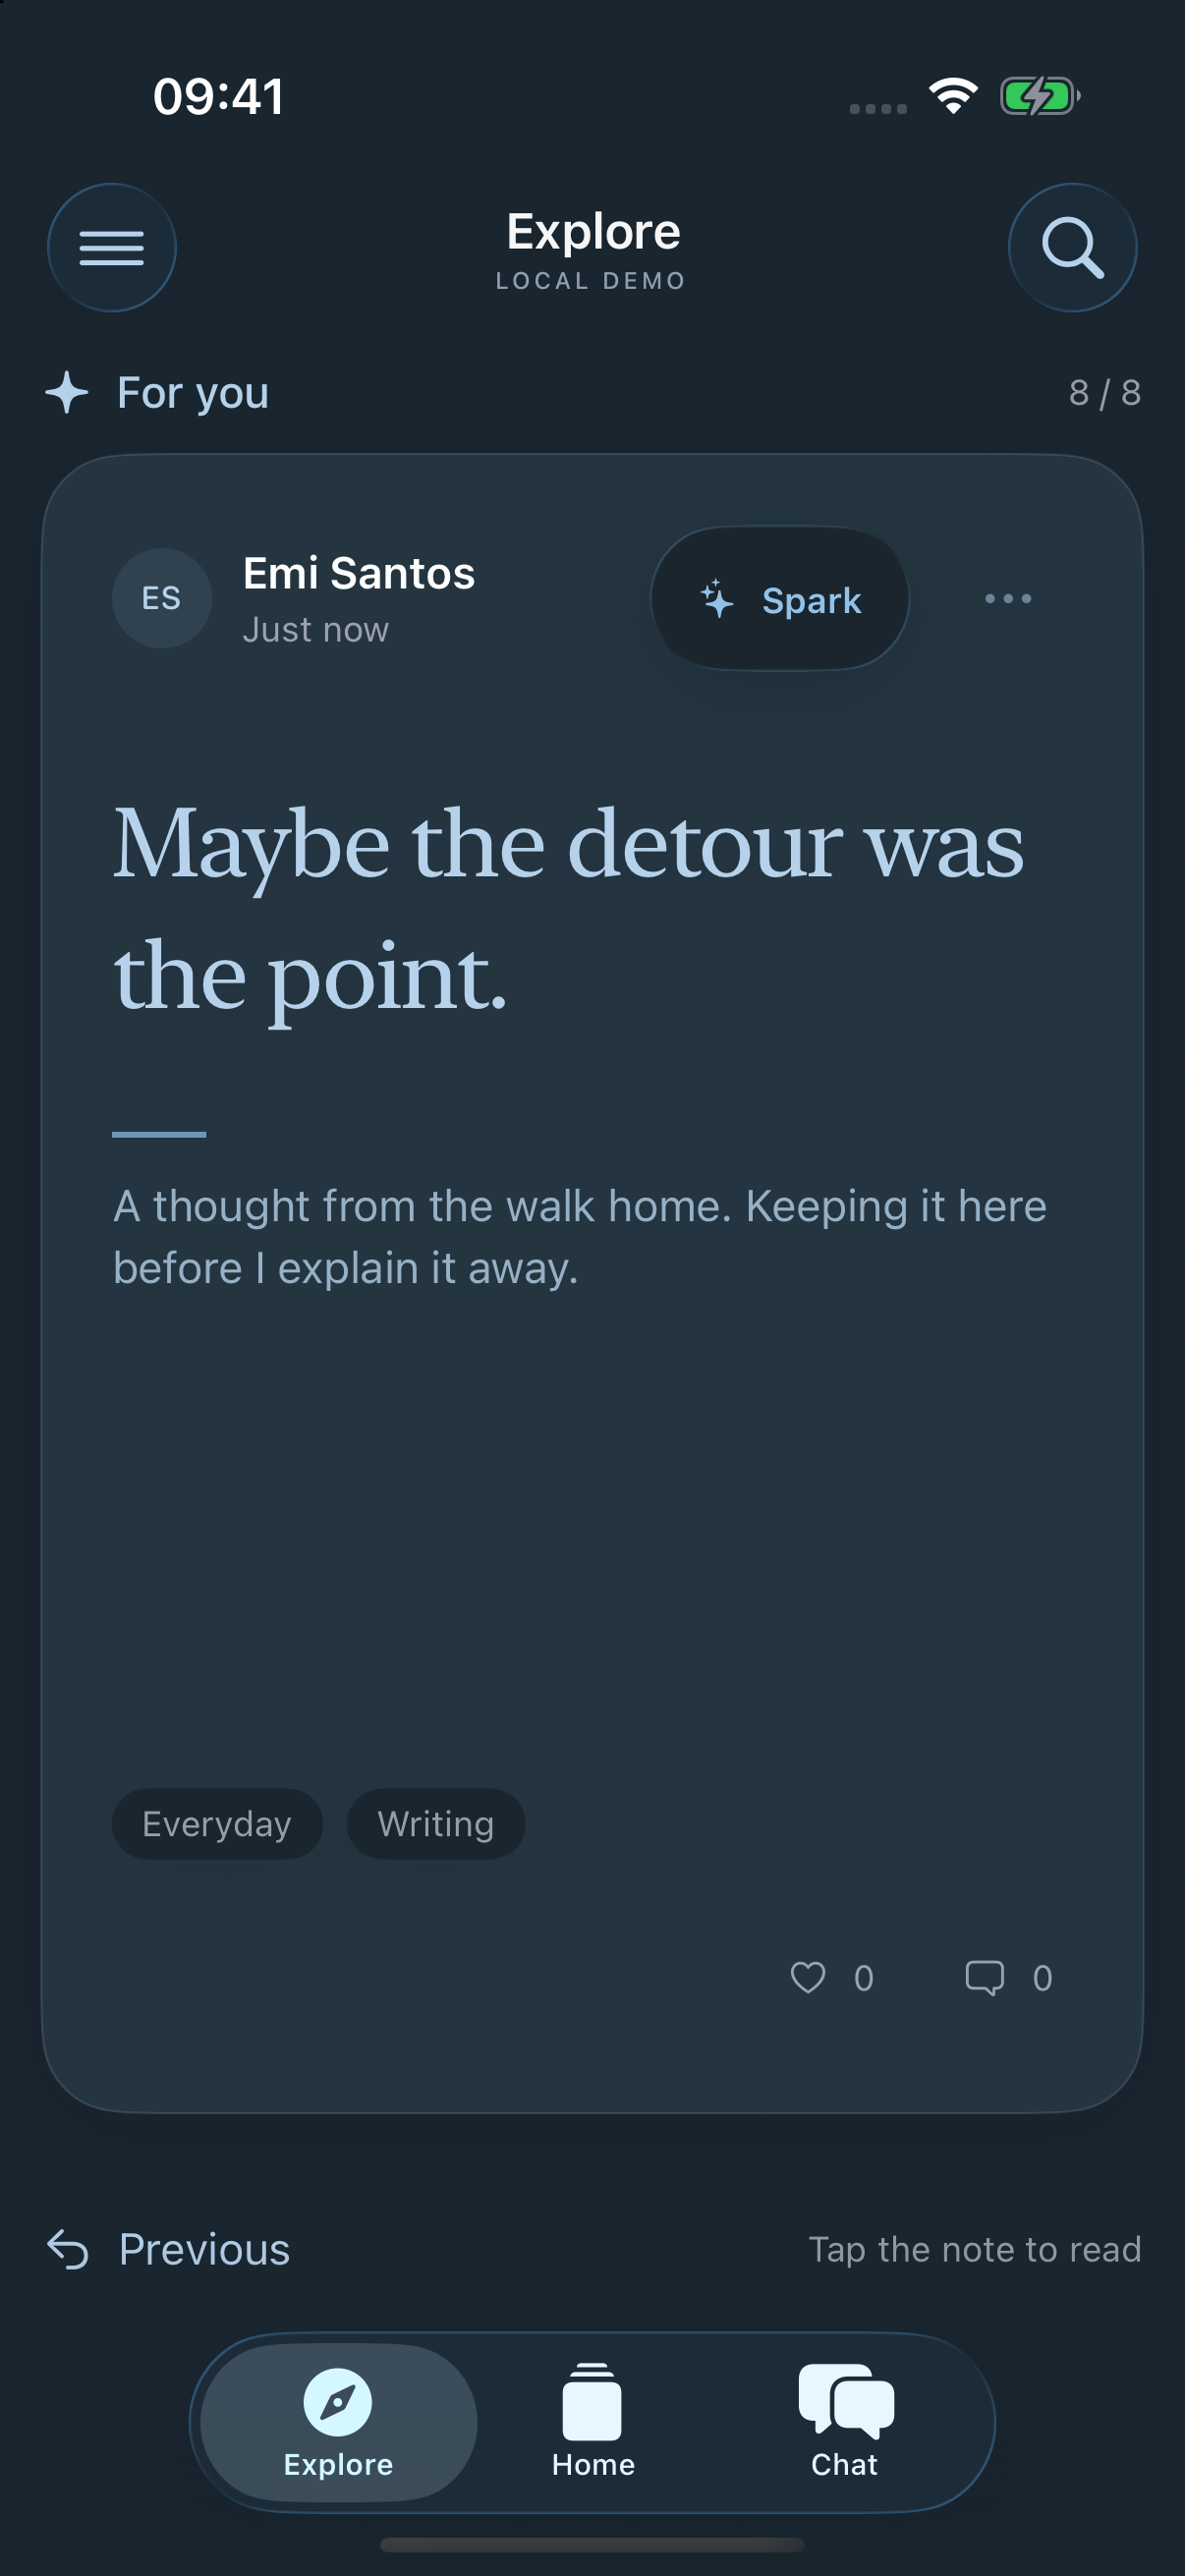 09:41
Explore
LOCAL DEMO
For you
8 / 8
ES
Emi Santos
Just now
Spark
Maybe the detour was
the point.
A thought from the walk home. Keeping it here
before I explain it away.
Everyday
Writing
0
0
Previous
Tap the note to read
Explore
Home
Chat